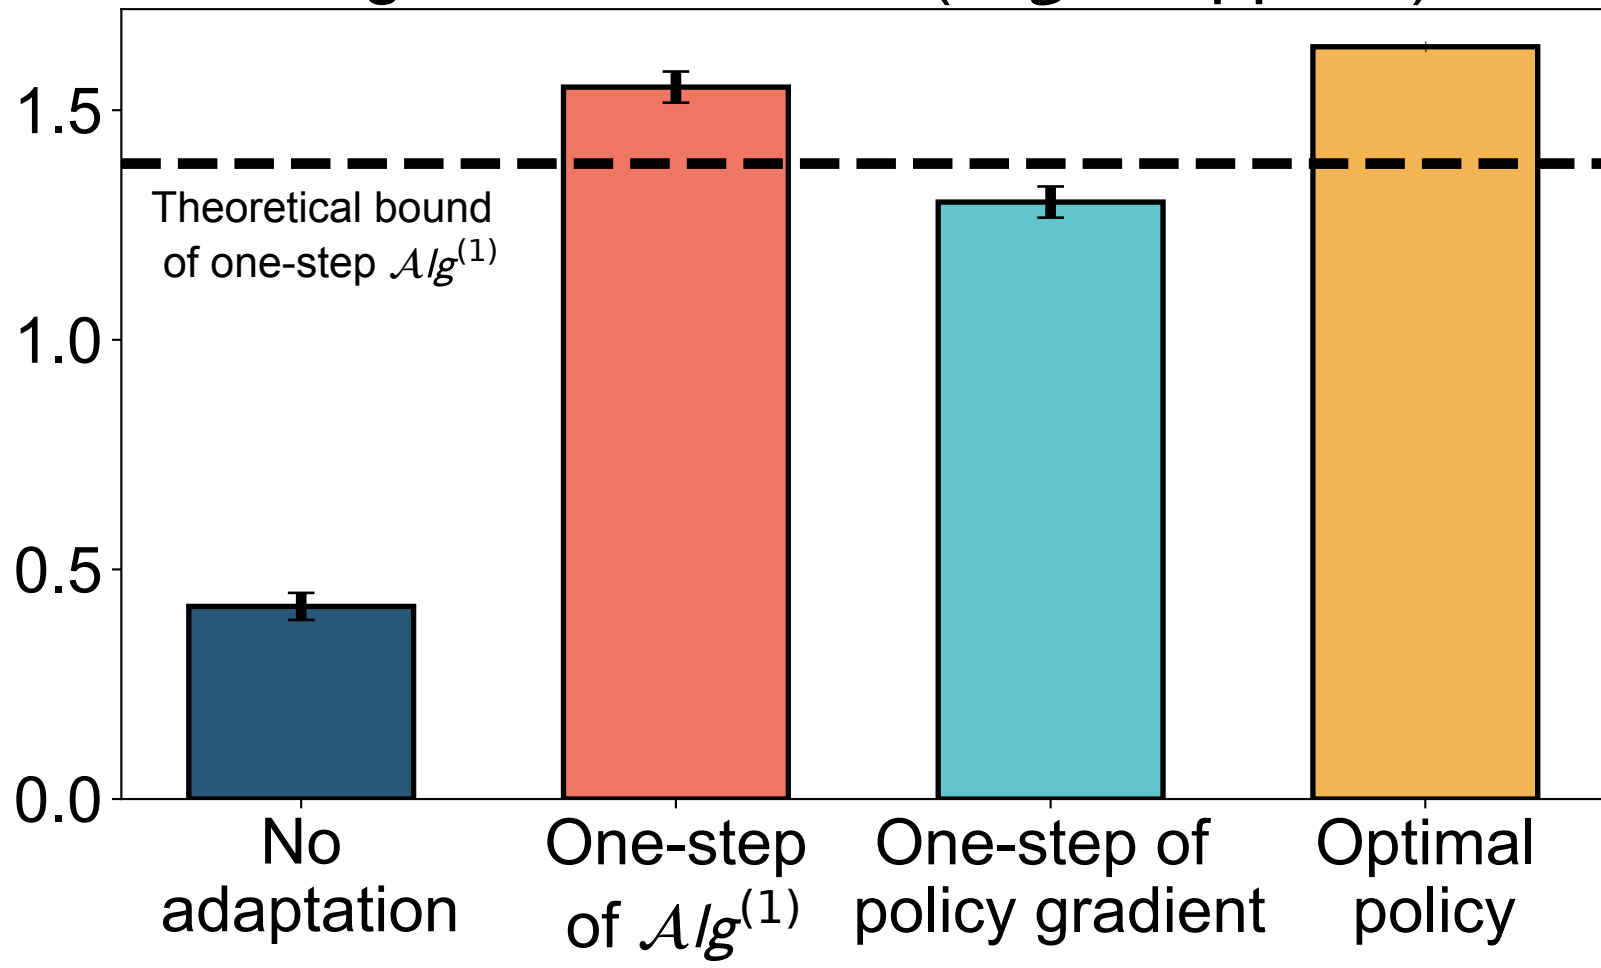 1.5
Theoretical bound
of one-step 𝒜lg⁽¹⁾
1.0
0.5
0.0
No
adaptation
One-step
of 𝒜lg⁽¹⁾
One-step of
policy gradient
Optimal
policy